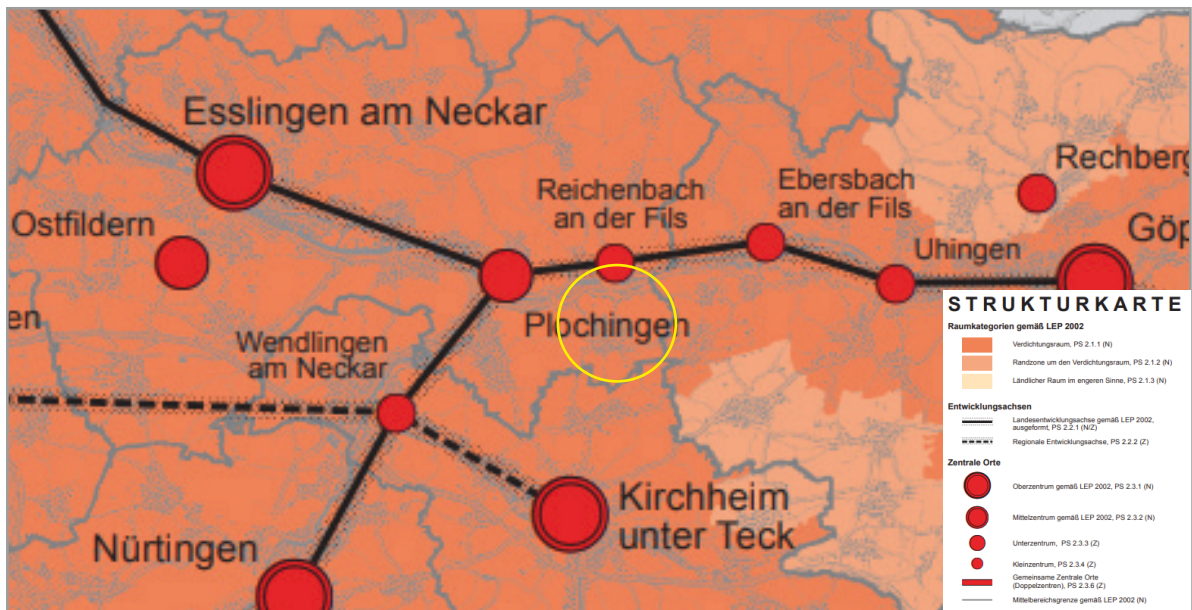 Esslingen am Neckar
Reichenbach
an der Fils
Ebersbach
an der Fils
Rechberg
Ostfildern
Uhingen
Göp
en
Plochingen
Wendlingen
am Neckar
Kirchheim
unter Teck
Nürtingen
STRUKTURKARTE
Raumkategorien gemäß LEP 2002
Verdichtungsraum, PS 2.1.1 (N)
Randzone um den Verdichtungsraum, PS 2.1.2 (N)
Ländlicher Raum im engeren Sinne, PS 2.1.3 (N)
Entwicklungsachsen
Landesentwicklungsachse gemäß LEP 2002,
ausgeformt, PS 2.2.1 (N/Z)
Regionale Entwicklungsachse, PS 2.2.2 (Z)
Zentrale Orte
Oberzentrum gemäß LEP 2002, PS 2.3.1 (N)
Mittelzentrum gemäß LEP 2002, PS 2.3.2 (N)
Unterzentrum, PS 2.3.3 (Z)
Kleinzentrum, PS 2.3.4 (Z)
Gemeinsame Zentrale Orte
(Doppelzentren), PS 2.3.6 (Z)
Mittelbereichsgrenze gemäß LEP 2002 (N)